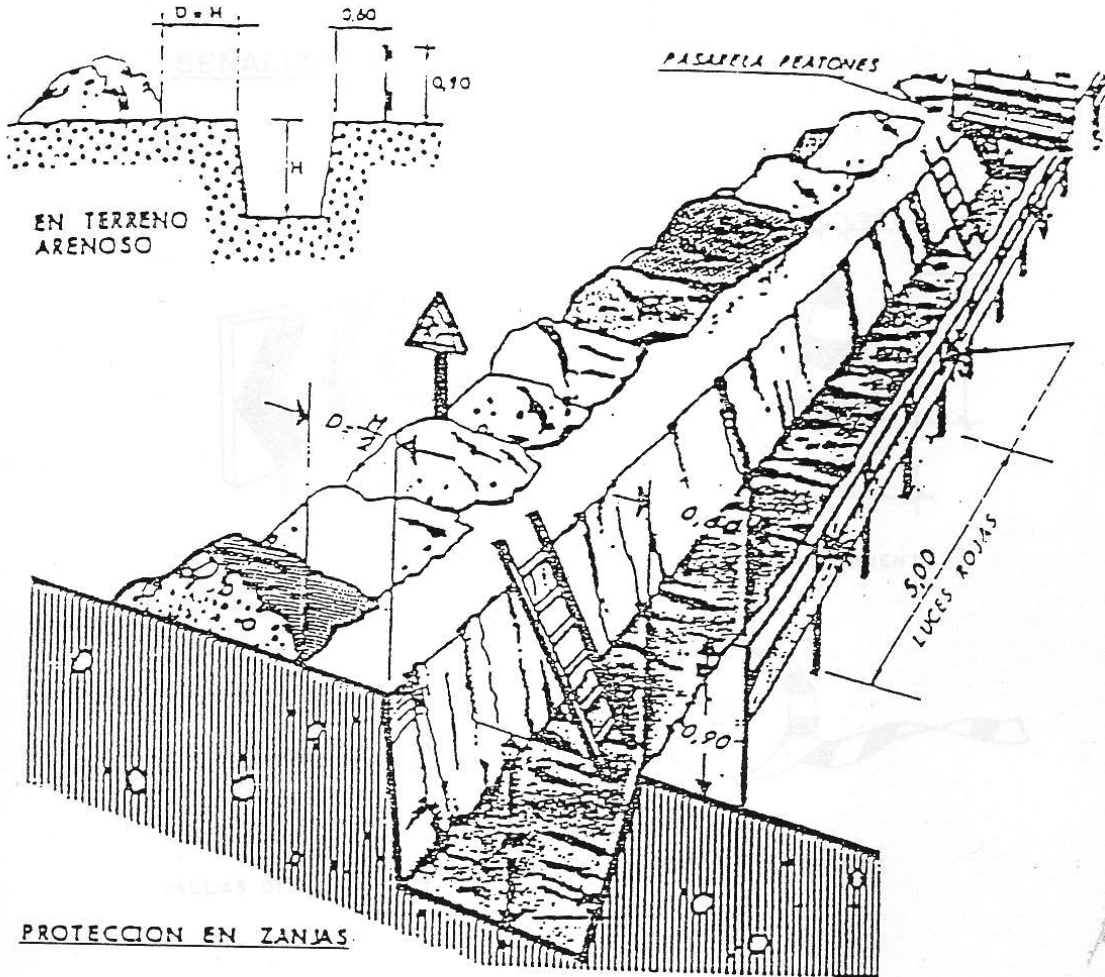 D = H
0,60
0,90
H
EN TERRENO
ARENOSO
PASARELA PEATONES
D = H/2
0,60
5,00
LUCES ROJAS
0,90
PROTECCION EN ZANJAS